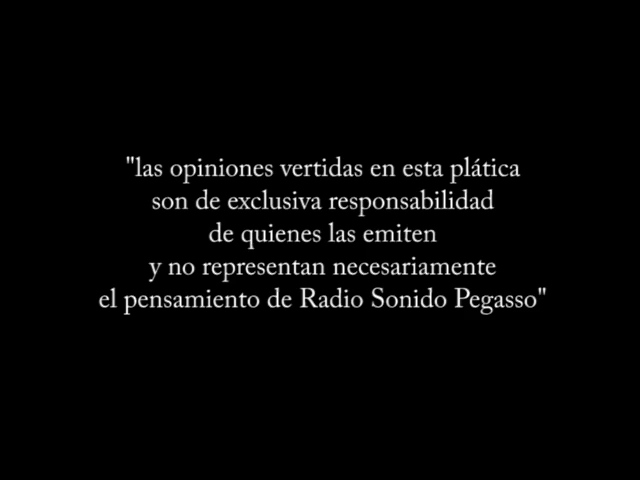 "las opiniones vertidas en esta plática
son de exclusiva responsabilidad
de quienes las emiten
y no representan necesariamente
el pensamiento de Radio Sonido Pegasso"